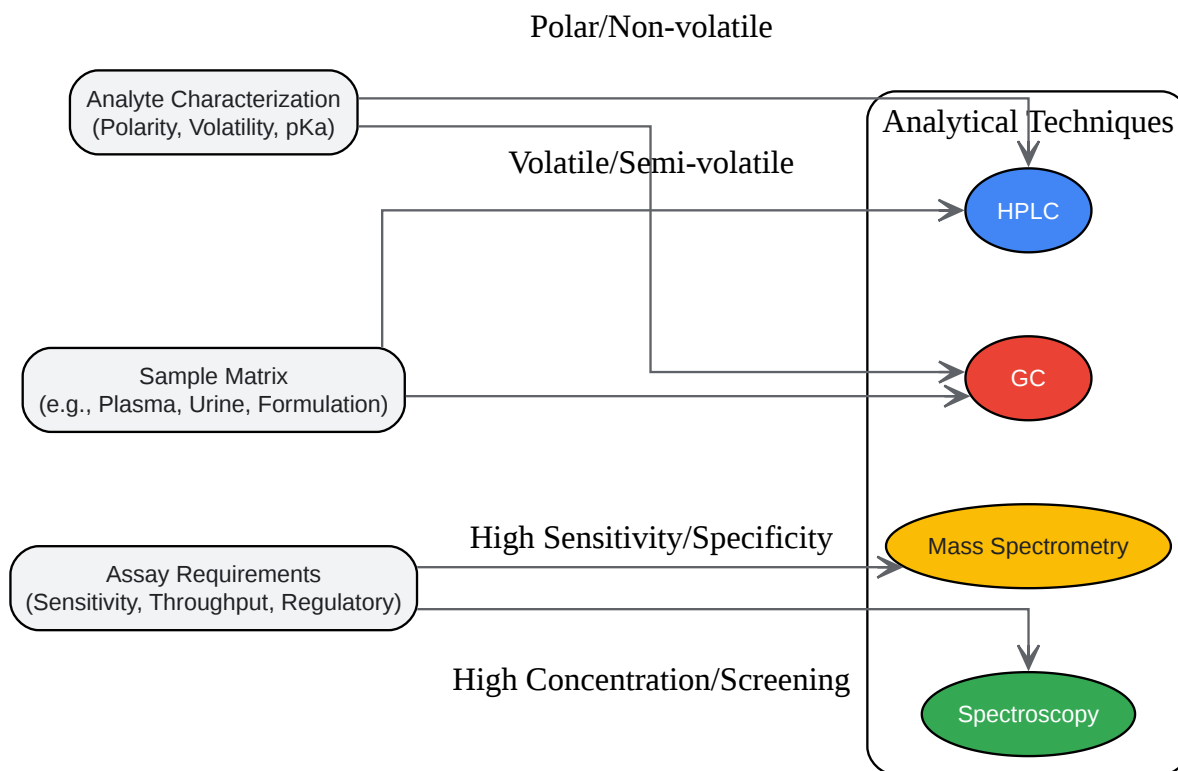 Polar/Non-volatile
Analyte Characterization
(Polarity, Volatility, pKa)
Analytical Techniques
Volatile/Semi-volatile
HPLC
Sample Matrix
(e.g., Plasma, Urine, Formulation)
GC
High Sensitivity/Specificity
Mass Spectrometry
Assay Requirements
(Sensitivity, Throughput, Regulatory)
High Concentration/Screening
Spectroscopy